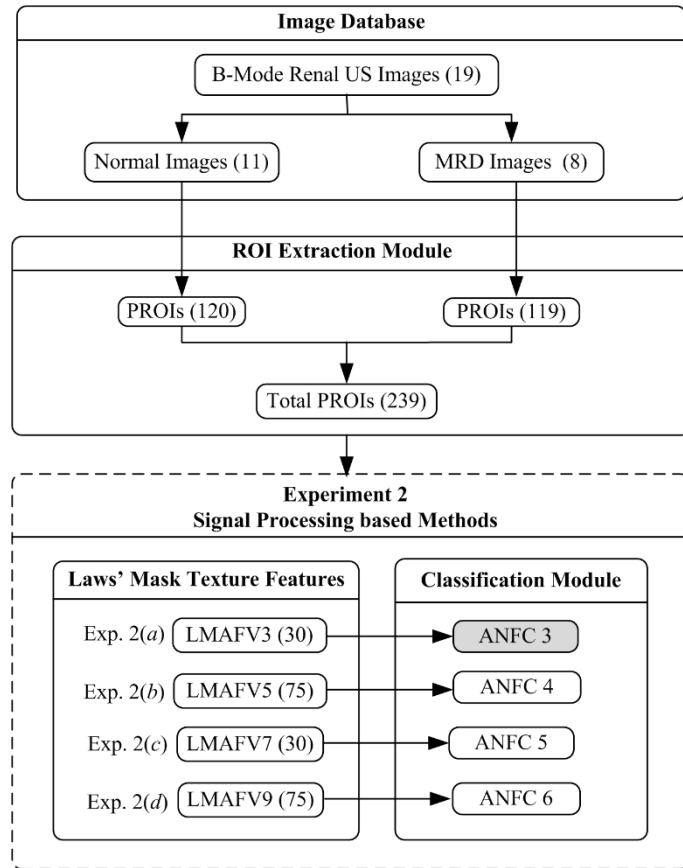 Image Database
B-Mode Renal US Images (19)
Normal Images (11)
MRD Images (8)
ROI Extraction Module
PROIs (120)
PROIs (119)
Total PROIs (239)
Experiment 2
Signal Processing based Methods
Laws’ Mask Texture Features
Classification Module
Exp. 2(a) LMAFV3 (30) ANFC 3
Exp. 2(b) LMAFV5 (75) ANFC 4
Exp. 2(c) LMAFV7 (30) ANFC 5
Exp. 2(d) LMAFV9 (75) ANFC 6